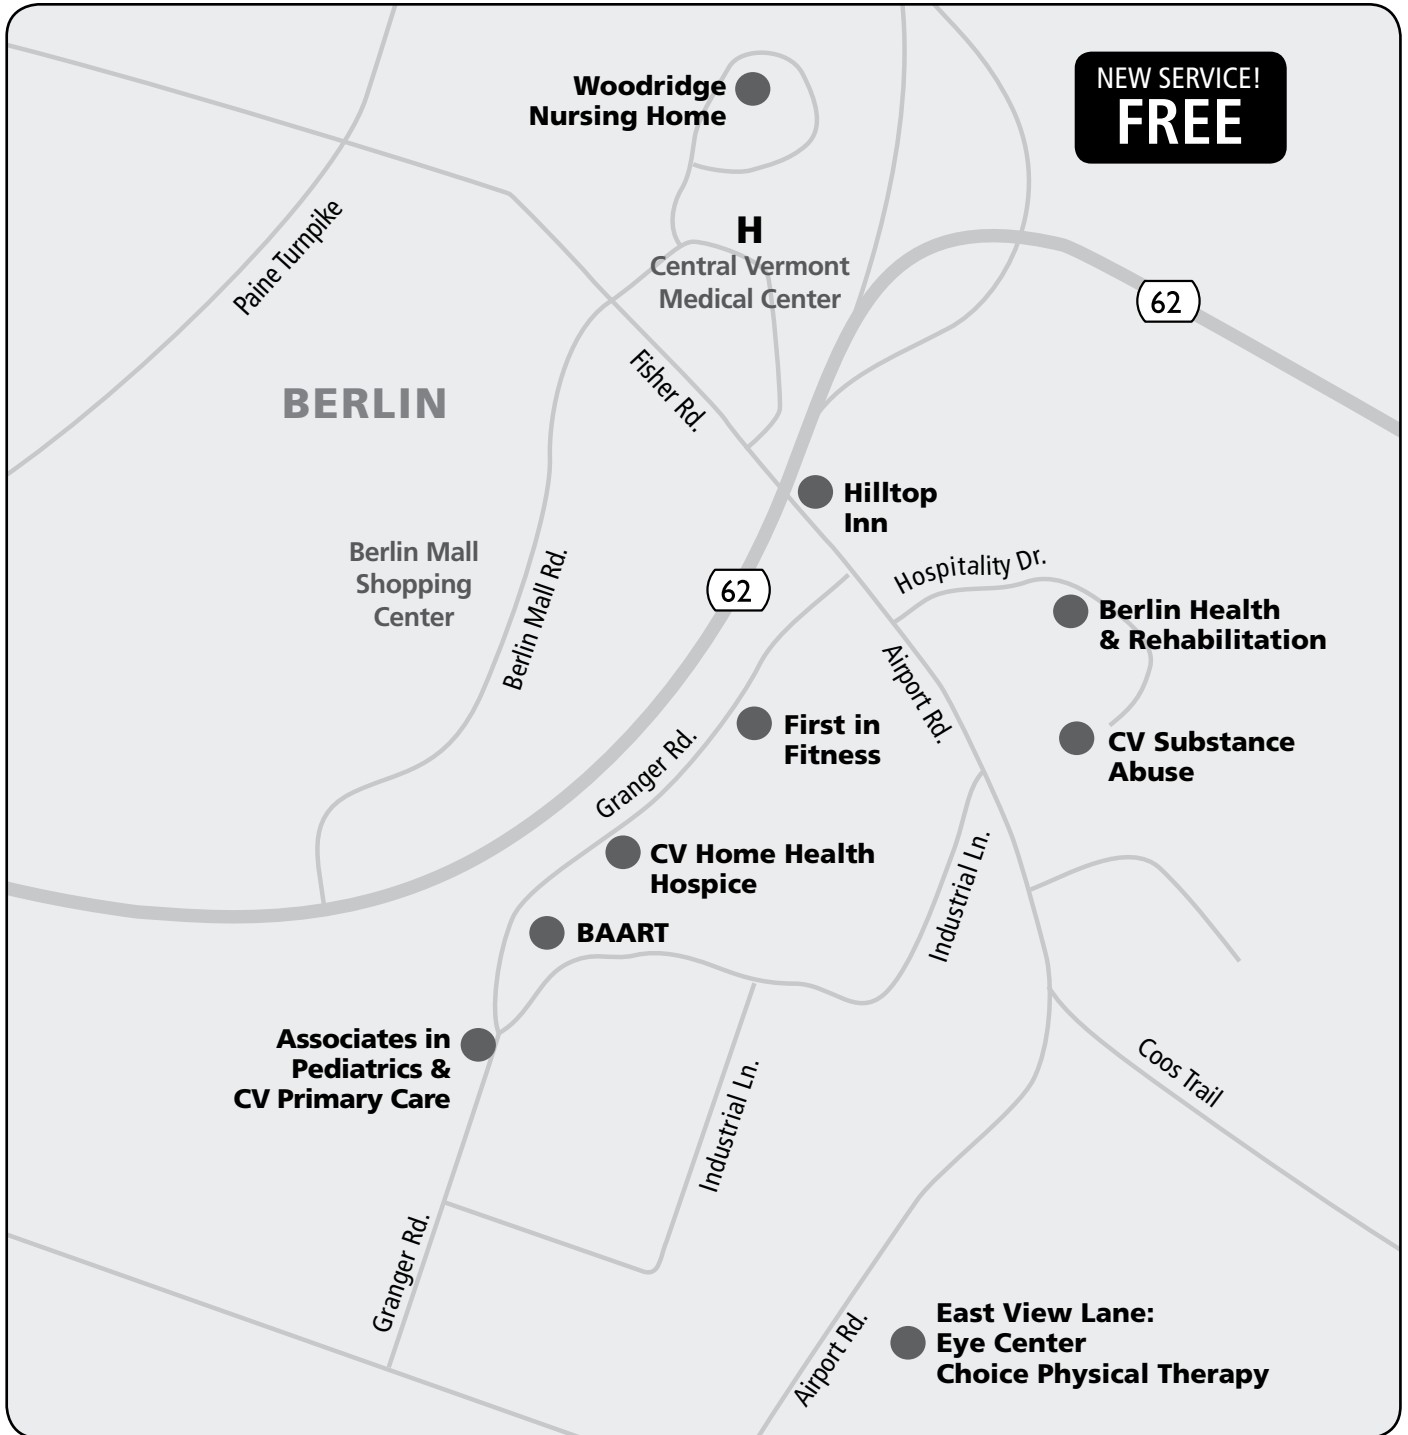 NEW SERVICE!
FREE
Woodridge
Nursing Home
H
Central Vermont
Medical Center
Paine Turnpike
62
Fisher Rd.
BERLIN
Hilltop
Inn
Berlin Mall
Shopping
Center
Berlin Mall Rd.
62
Hospitality Dr.
Berlin Health
& Rehabilitation
Airport Rd.
First in
Fitness
CV Substance
Abuse
Granger Rd.
CV Home Health
Hospice
Industrial Ln.
BAART
Associates in
Pediatrics &
CV Primary Care
Coos Trail
Industrial Ln.
Granger Rd.
East View Lane:
Eye Center
Choice Physical Therapy
Airport Rd.